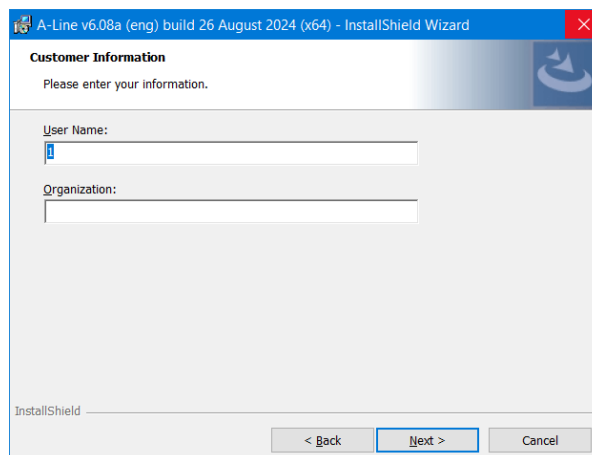 A-Line v6.08a (eng) build 26 August 2024 (x64) - InstallShield Wizard
Customer Information
Please enter your information.
User Name:
1
Organization:
InstallShield
< Back Next > Cancel